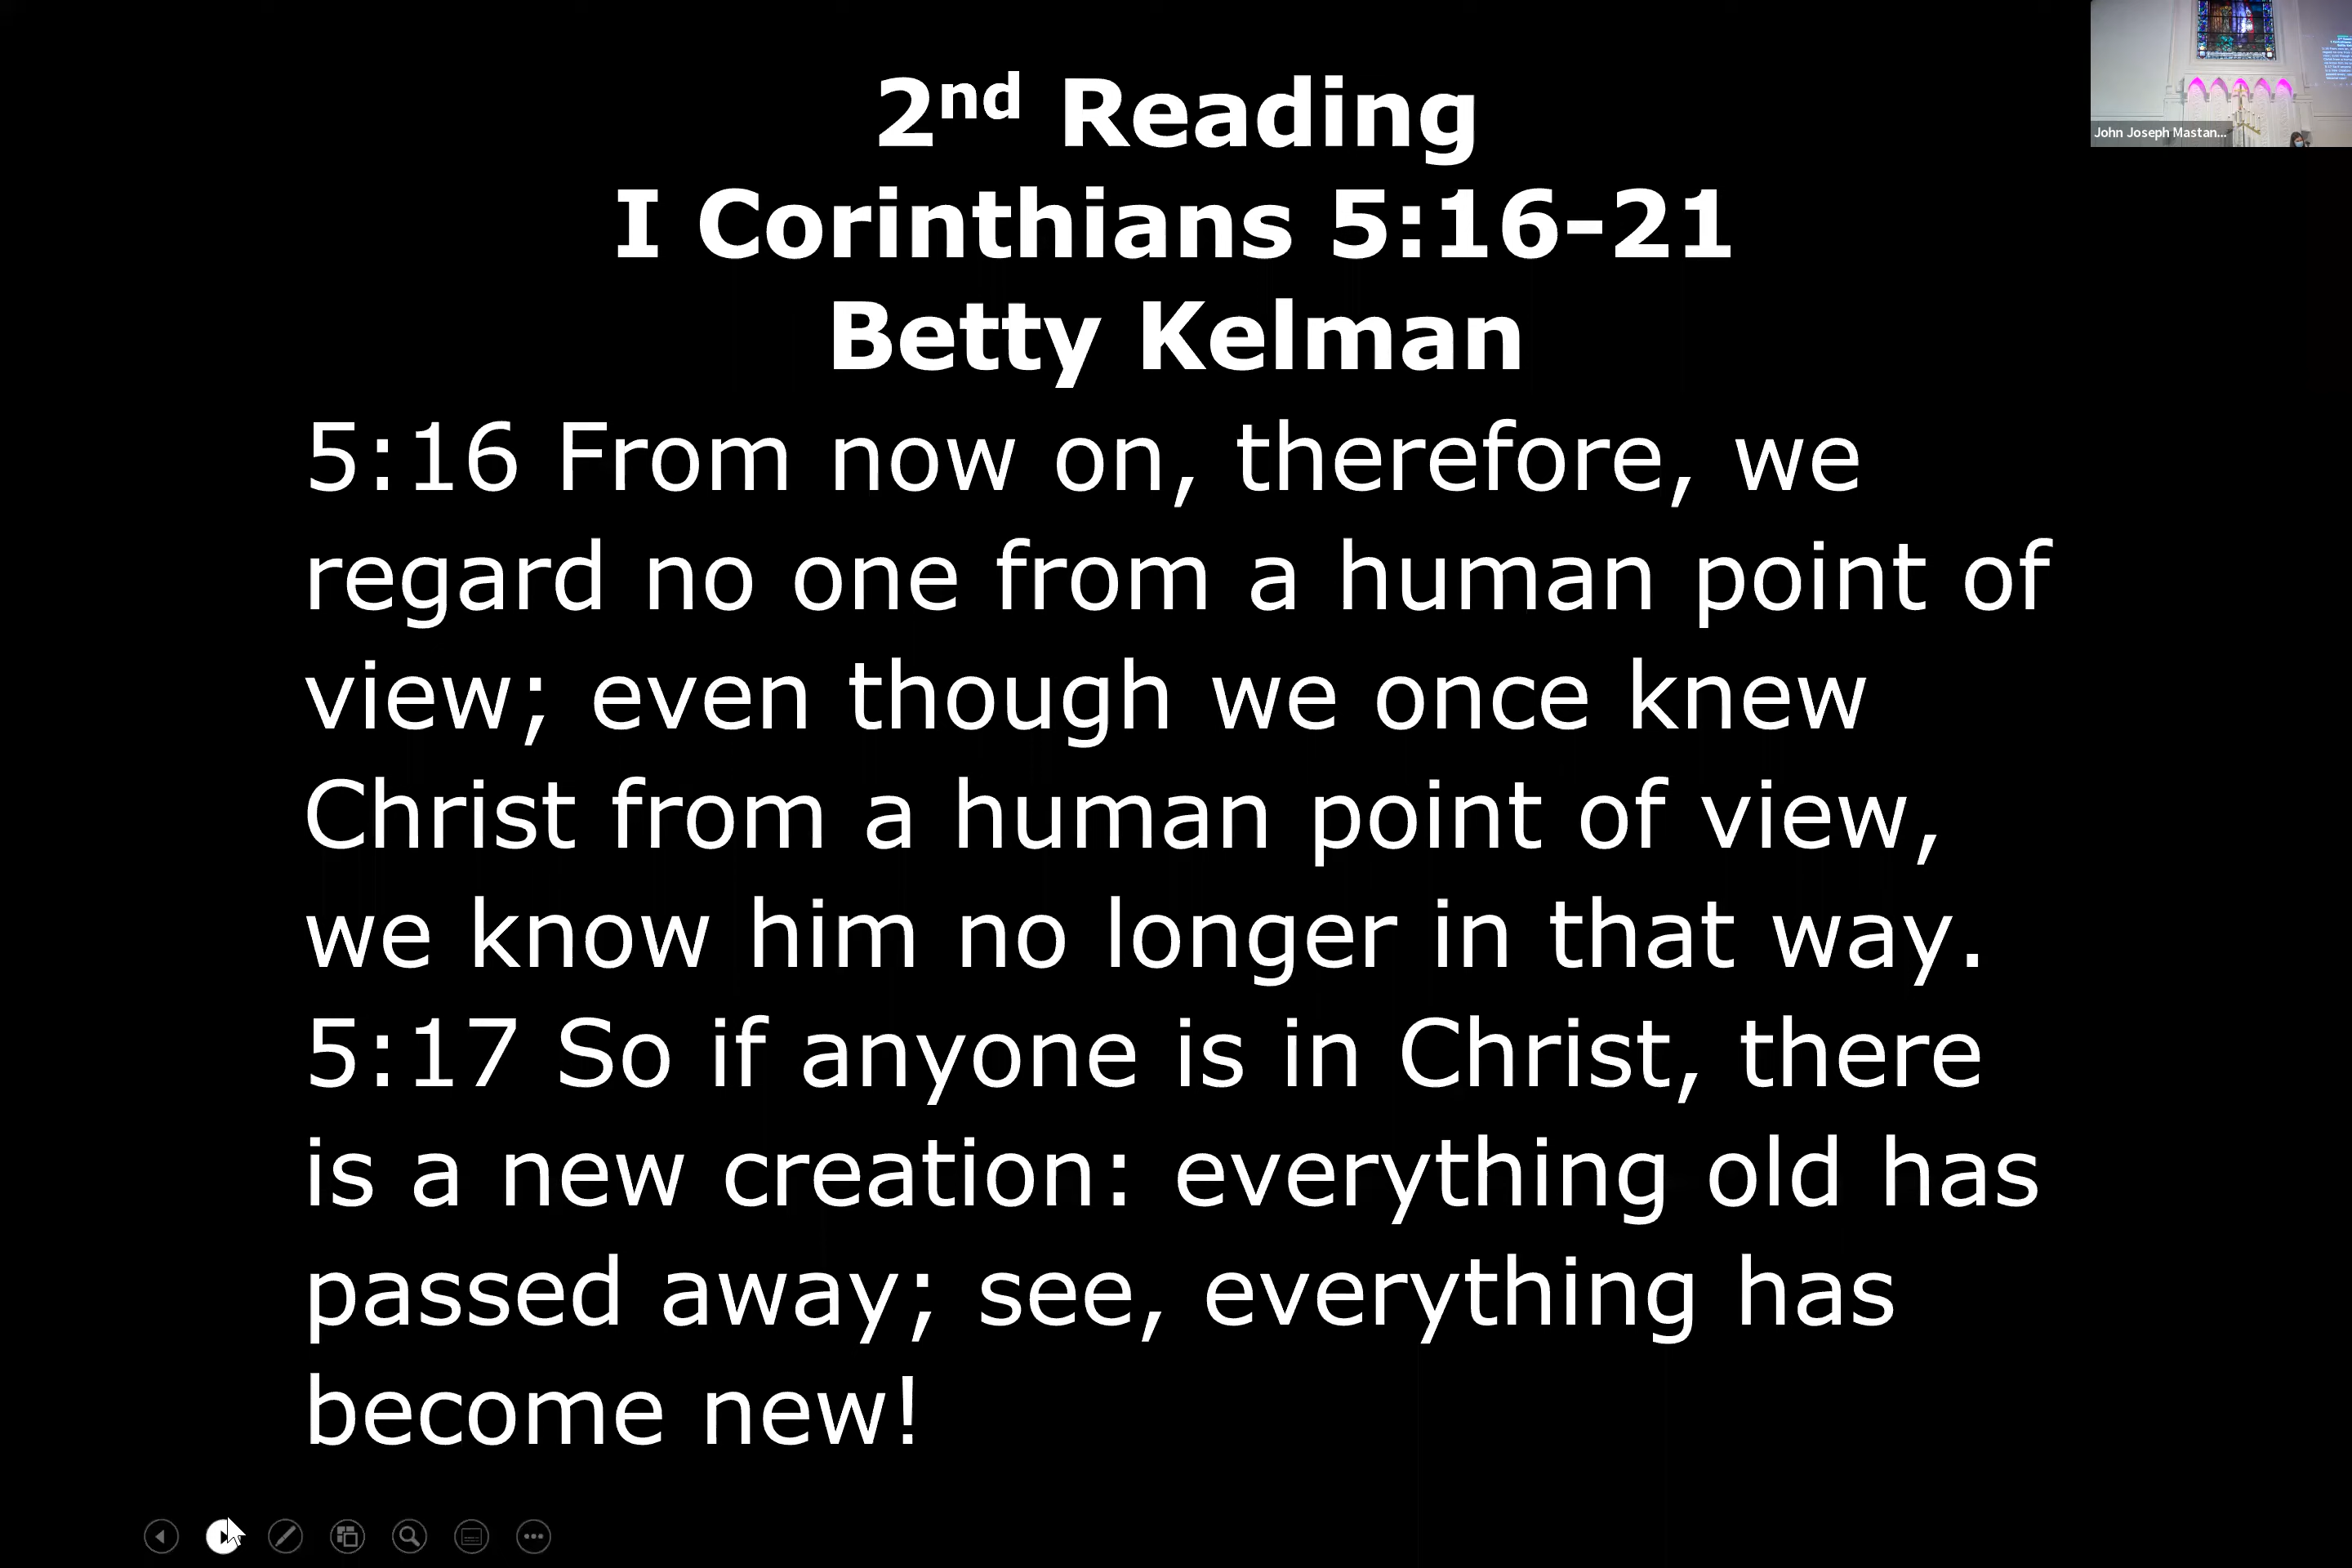 2nd Reading
I Corinthians 5:16-21
Betty Kelman
5:16 From now on, therefore, we
regard no one from a human point of
view; even though we once knew
Christ from a human point of view,
we know him no longer in that way.
5:17 So if anyone is in Christ, there
is a new creation: everything old has
passed away; see, everything has
become new!
John Joseph Mastan...